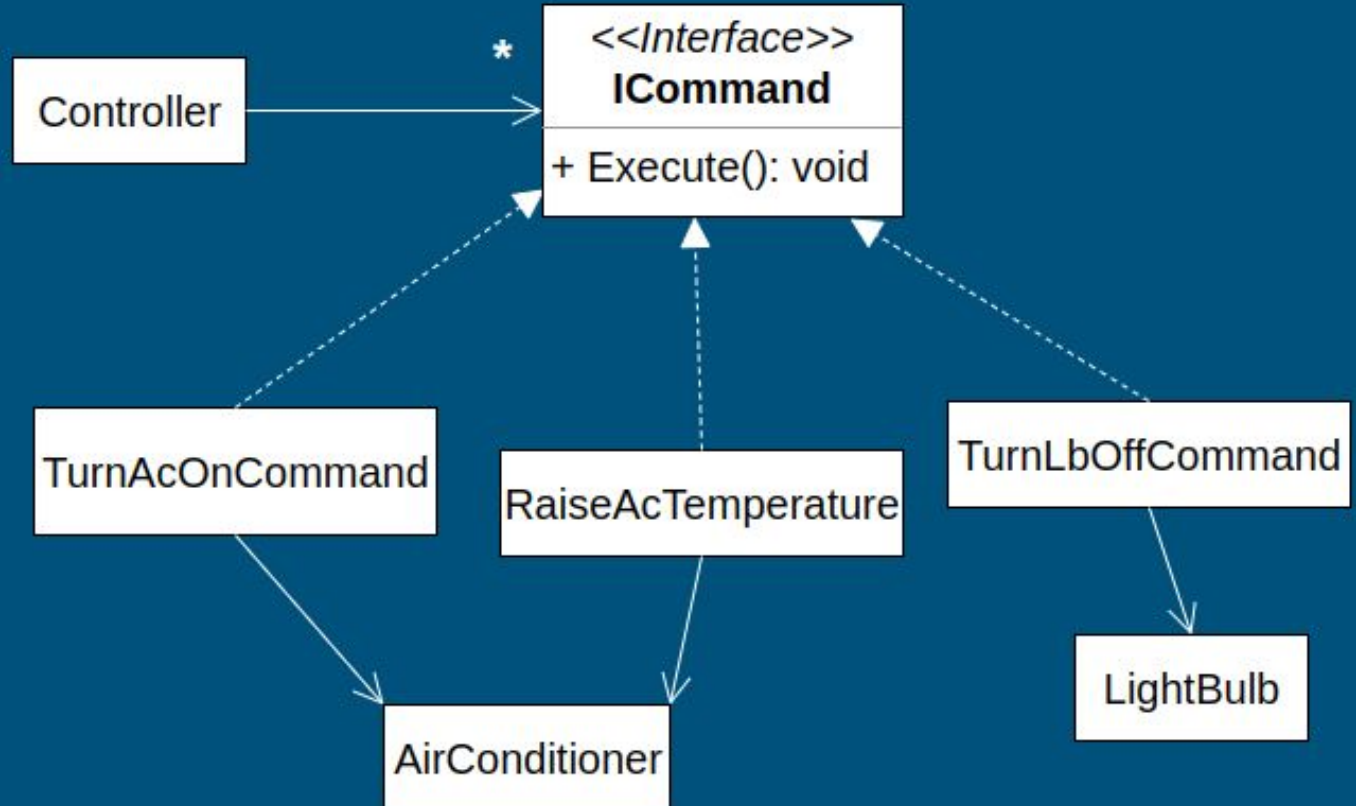 *
<<Interface>>
ICommand
Controller
+ Execute(): void
TurnAcOnCommand
RaiseAcTemperature
TurnLbOffCommand
LightBulb
AirConditioner